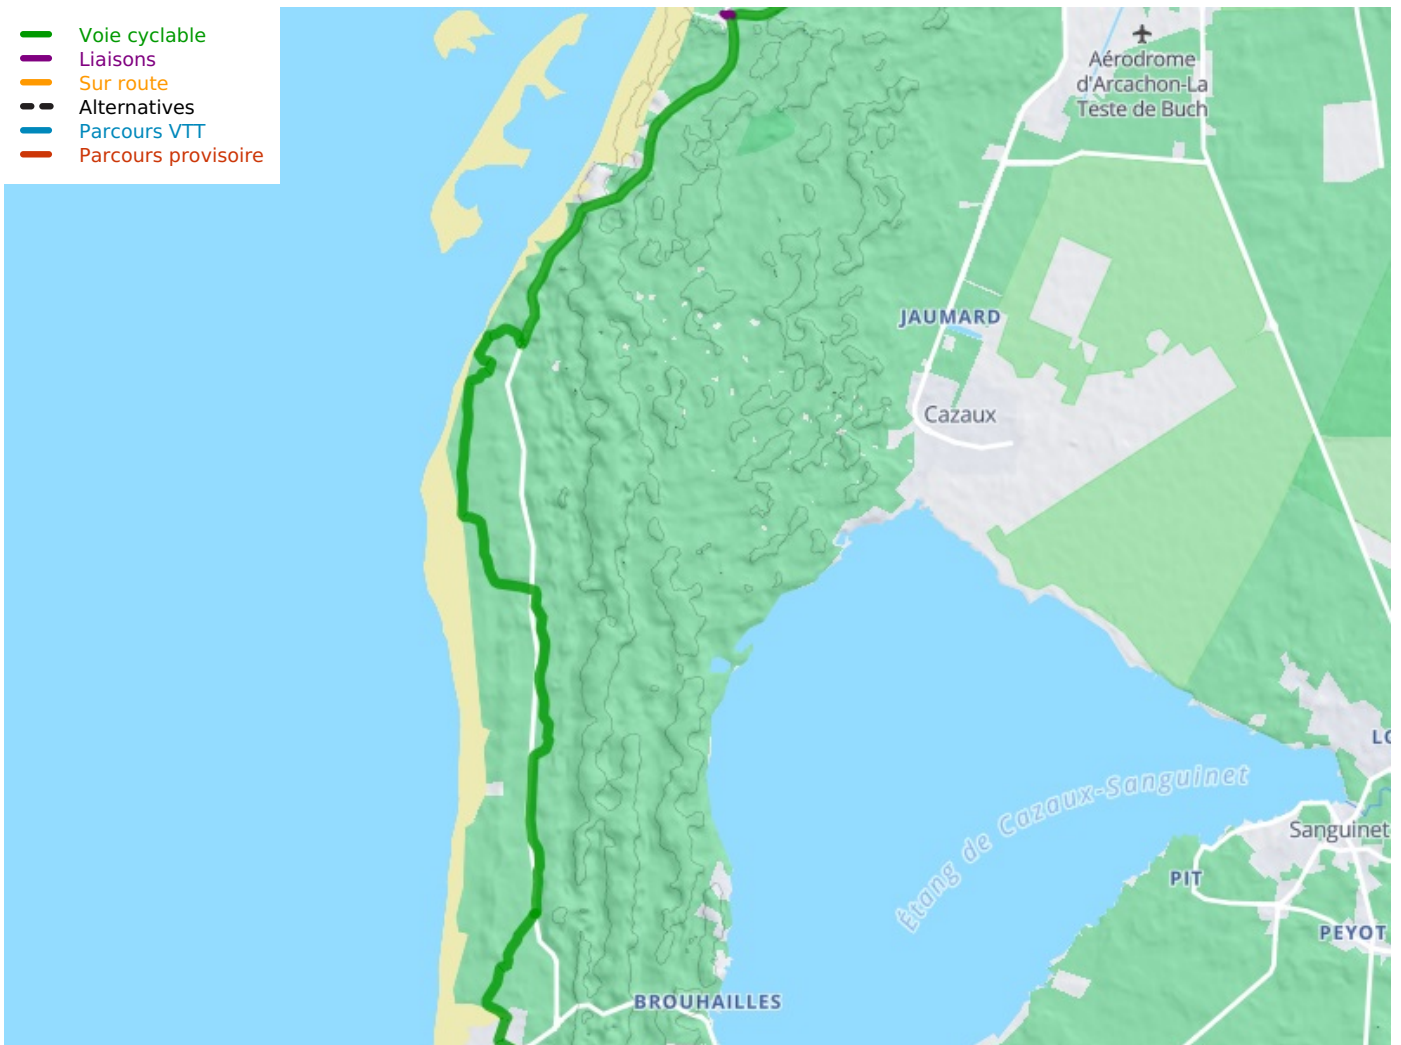 Voie cyclable
Liaisons
Sur route
Alternatives
Parcours VTT
Parcours provisoire
Aérodrome
d'Arcachon-La
Teste de Buch
JAUMARD
Cazaux
LO
Étang de Cazaux-Sanguinet
Sanguinet
PIT
PEYOT
BROUHAILLES